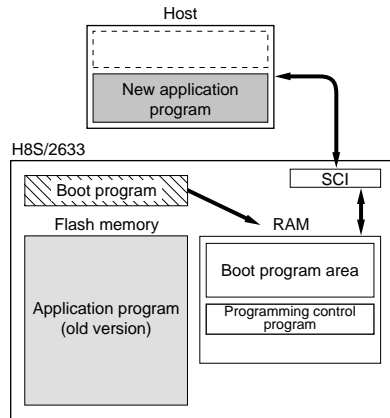 Host
New application
program
H8S/2633
SCI
Boot program
Flash memory
RAM
Application program
(old version)
Boot program area
Programming control
program